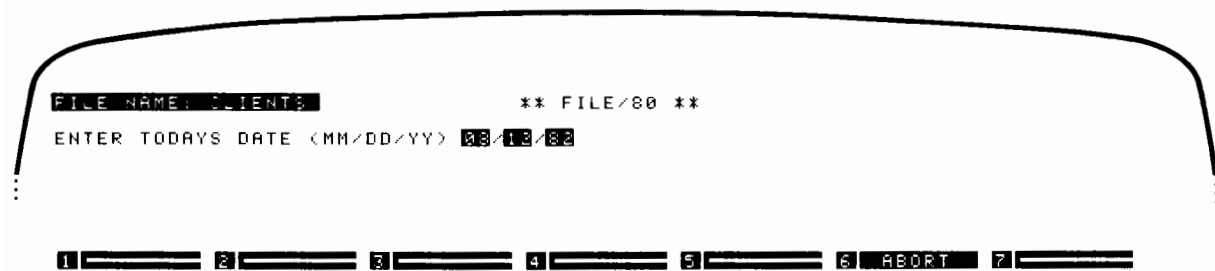 FILE NAME: CLIENTS ** FILE/80 **
ENTER TODAYS DATE (MM/DD/YY) 08/13/82
1 2 3 4 5 6 ABORT 7